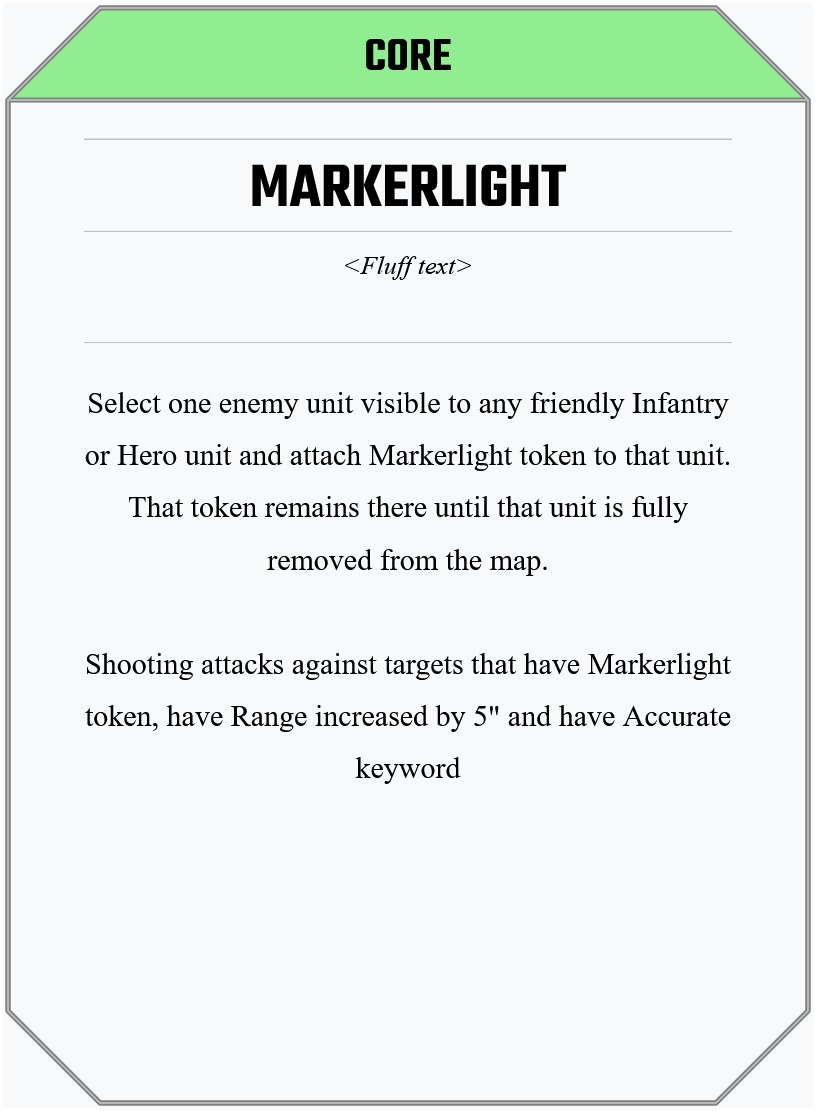 CORE
MARKERLIGHT
<Fluff text>
Select one enemy unit visible to any friendly Infantry
or Hero unit and attach Markerlight token to that unit.
That token remains there until that unit is fully
removed from the map.
Shooting attacks against targets that have Markerlight
token, have Range increased by 5" and have Accurate
keyword